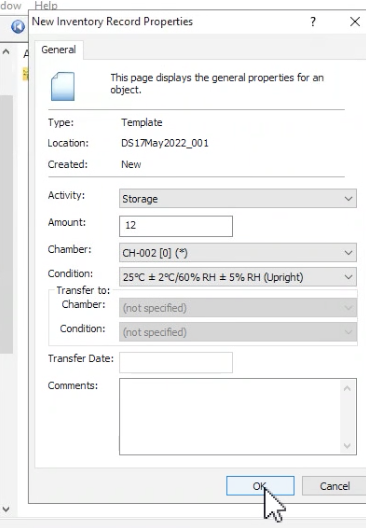 dow Help
New Inventory Record Properties ? ×
General
This page displays the general properties for an
object.
Type: Template
Location: DS17May2022_001
Created: New
Activity: Storage
Amount: 12
Chamber: CH-002 [0] (*)
Condition: 25°C ± 2°C/60% RH ± 5% RH (Upright)
Transfer to:
Chamber: (not specified)
Condition: (not specified)
Transfer Date:
Comments:
OK Cancel